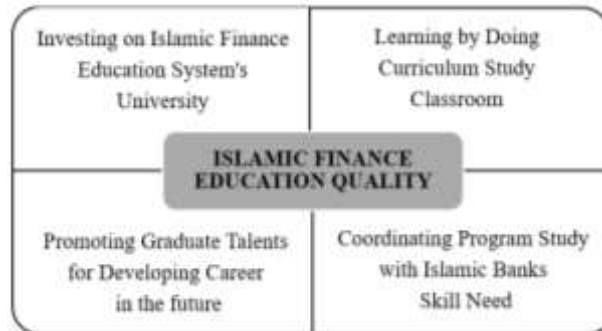 Investing on Islamic Finance
Education System's
University
Learning by Doing
Curriculum Study
Classroom
ISLAMIC FINANCE
EDUCATION QUALITY
Promoting Graduate Talents
for Developing Career
in the future
Coordinating Program Study
with Islamic Banks
Skill Need